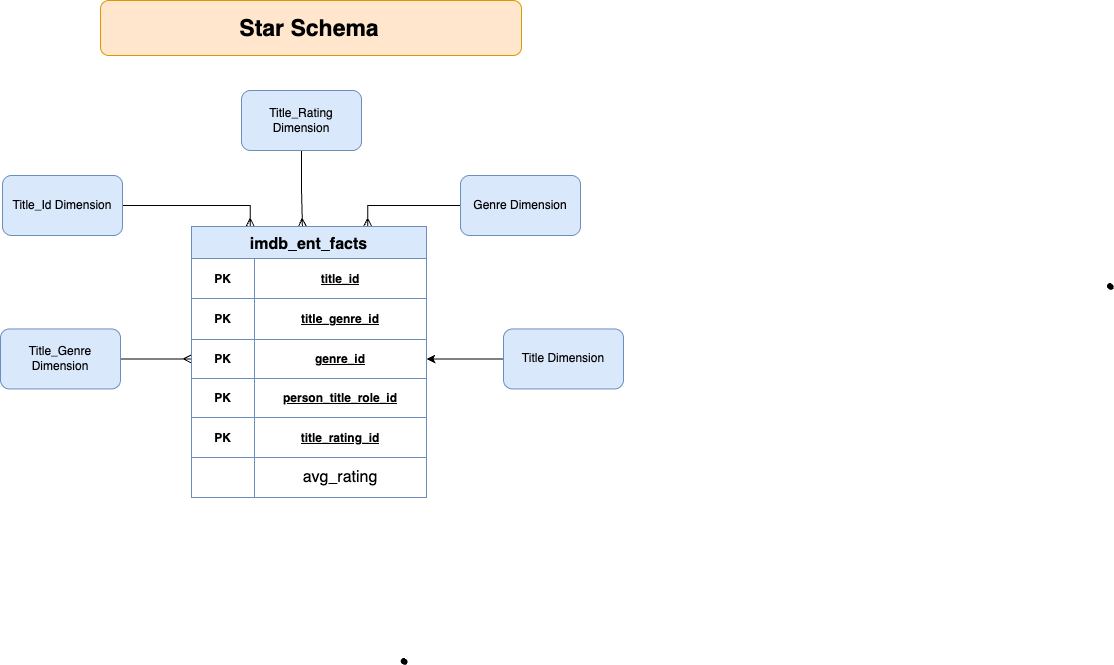 Star Schema
Title_Rating
Dimension
Title_Id Dimension
Genre Dimension
imdb_ent_facts
PK title_id
PK title_genre_id
Title_Genre
Dimension
PK genre_id
Title Dimension
PK person_title_role_id
PK title_rating_id
avg_rating